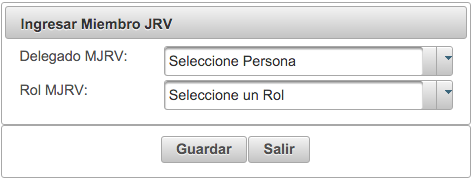 Ingresar Miembro JRV
Delegado MJRV: Seleccione Persona
Rol MJRV: Seleccione un Rol
Guardar Salir